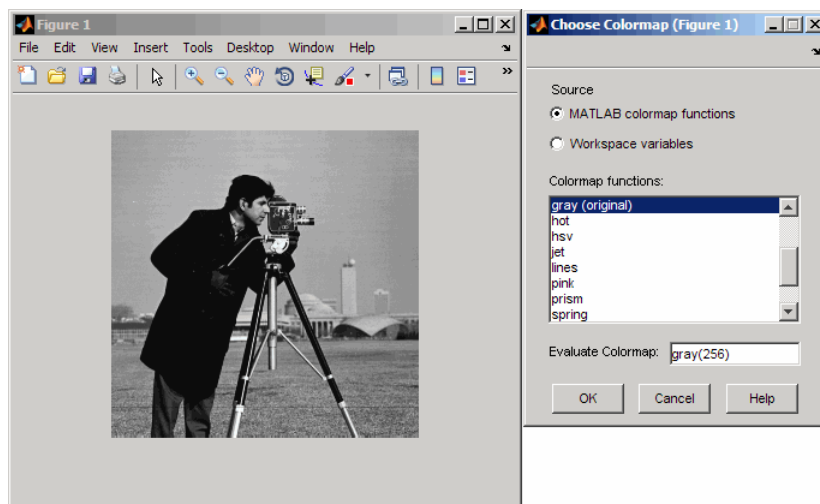 Figure 1
File Edit View Insert Tools Desktop Window Help
Choose Colormap (Figure 1)
Source
MATLAB colormap functions
Workspace variables
Colormap functions:
gray (original)
hot
hsv
jet
lines
pink
prism
spring
Evaluate Colormap: gray(256)
OK Cancel Help